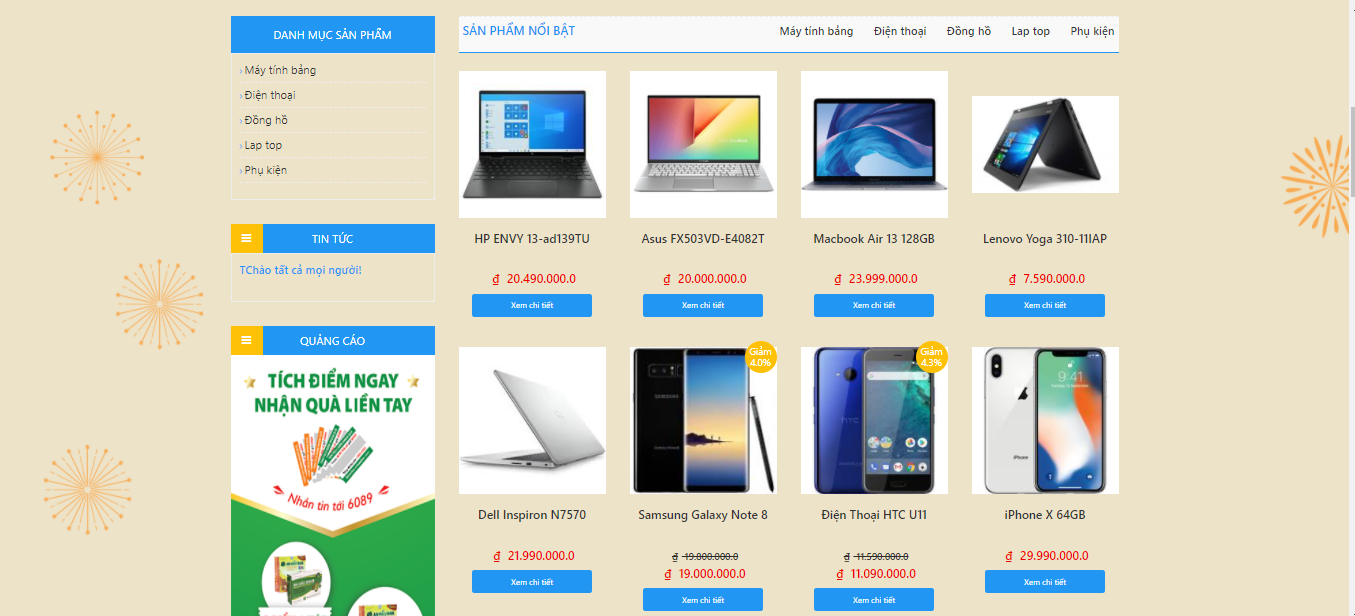 DANH MỤC SẢN PHẨM
› Máy tính bảng
› Điện thoại
› Đồng hồ
› Lap top
› Phụ kiện
TIN TỨC
TChảo tất cả mọi người!
QUẢNG CÁO
TÍCH ĐIỂM NGAY
NHẬN QUÀ LIỀN TAY
Nhắn tin tới 6089
SẢN PHẨM NỔI BẬT
Máy tính bảng Điện thoại Đồng hồ Lap top Phụ kiện
HP ENVY 13-ad139TU
₫ 20.490.000.0
Xem chi tiết
Asus FX503VD-E4082T
₫ 20.000.000.0
Xem chi tiết
Macbook Air 13 128GB
₫ 23.999.000.0
Xem chi tiết
Lenovo Yoga 310-11IAP
₫ 7.590.000.0
Xem chi tiết
Dell Inspiron N7570
₫ 21.990.000.0
Xem chi tiết
Giảm
4.0%
SAMSUNG
Samsung Galaxy Note 8
₫ 19.800.000.0
₫ 19.000.000.0
Xem chi tiết
Giảm
4.3%
hTC
Điện Thoại HTC U11
₫ 11.590.000.0
₫ 11.090.000.0
Xem chi tiết
9:41
iPhone
iPhone X 64GB
₫ 29.990.000.0
Xem chi tiết